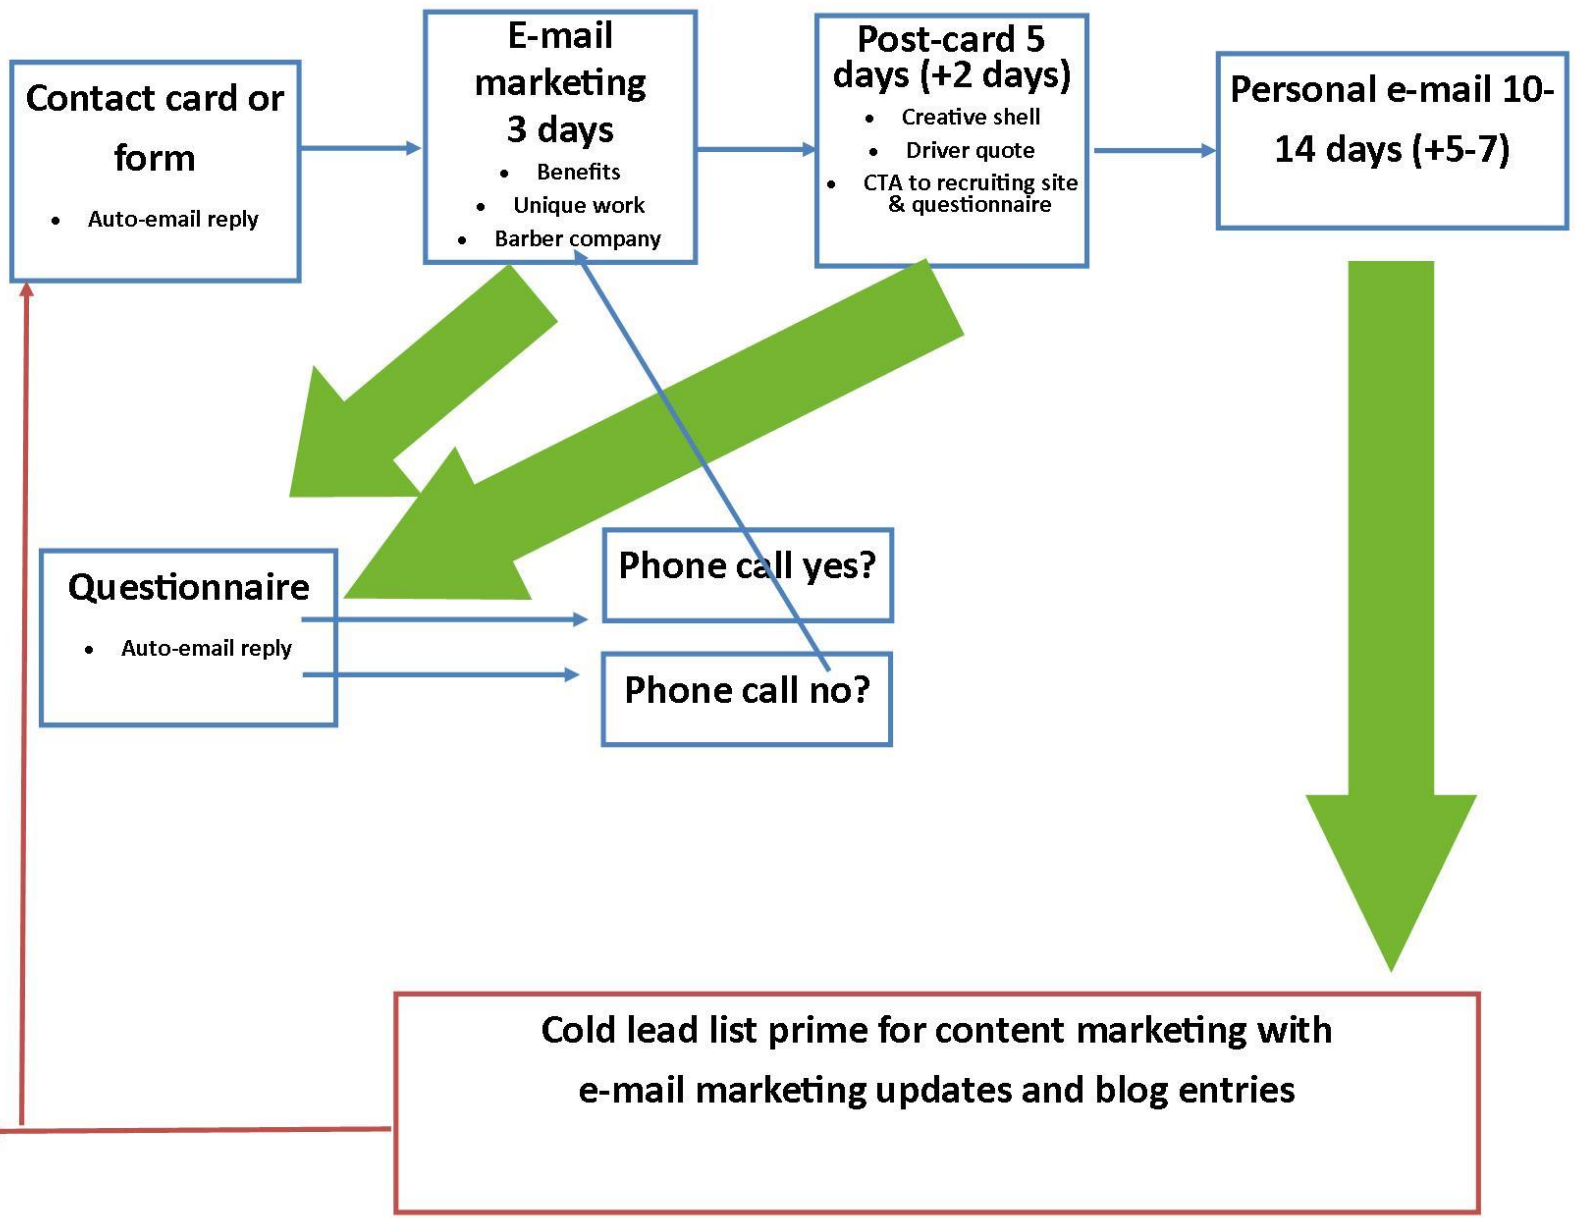 Contact card or
form
• Auto-email reply
E-mail
marketing
3 days
• Benefits
• Unique work
• Barber company
Post-card 5
days (+2 days)
• Creative shell
• Driver quote
• CTA to recruiting site
& questionnaire
Personal e-mail 10-
14 days (+5-7)
Questionnaire
• Auto-email reply
Phone call yes?
Phone call no?
Cold lead list prime for content marketing with
e-mail marketing updates and blog entries